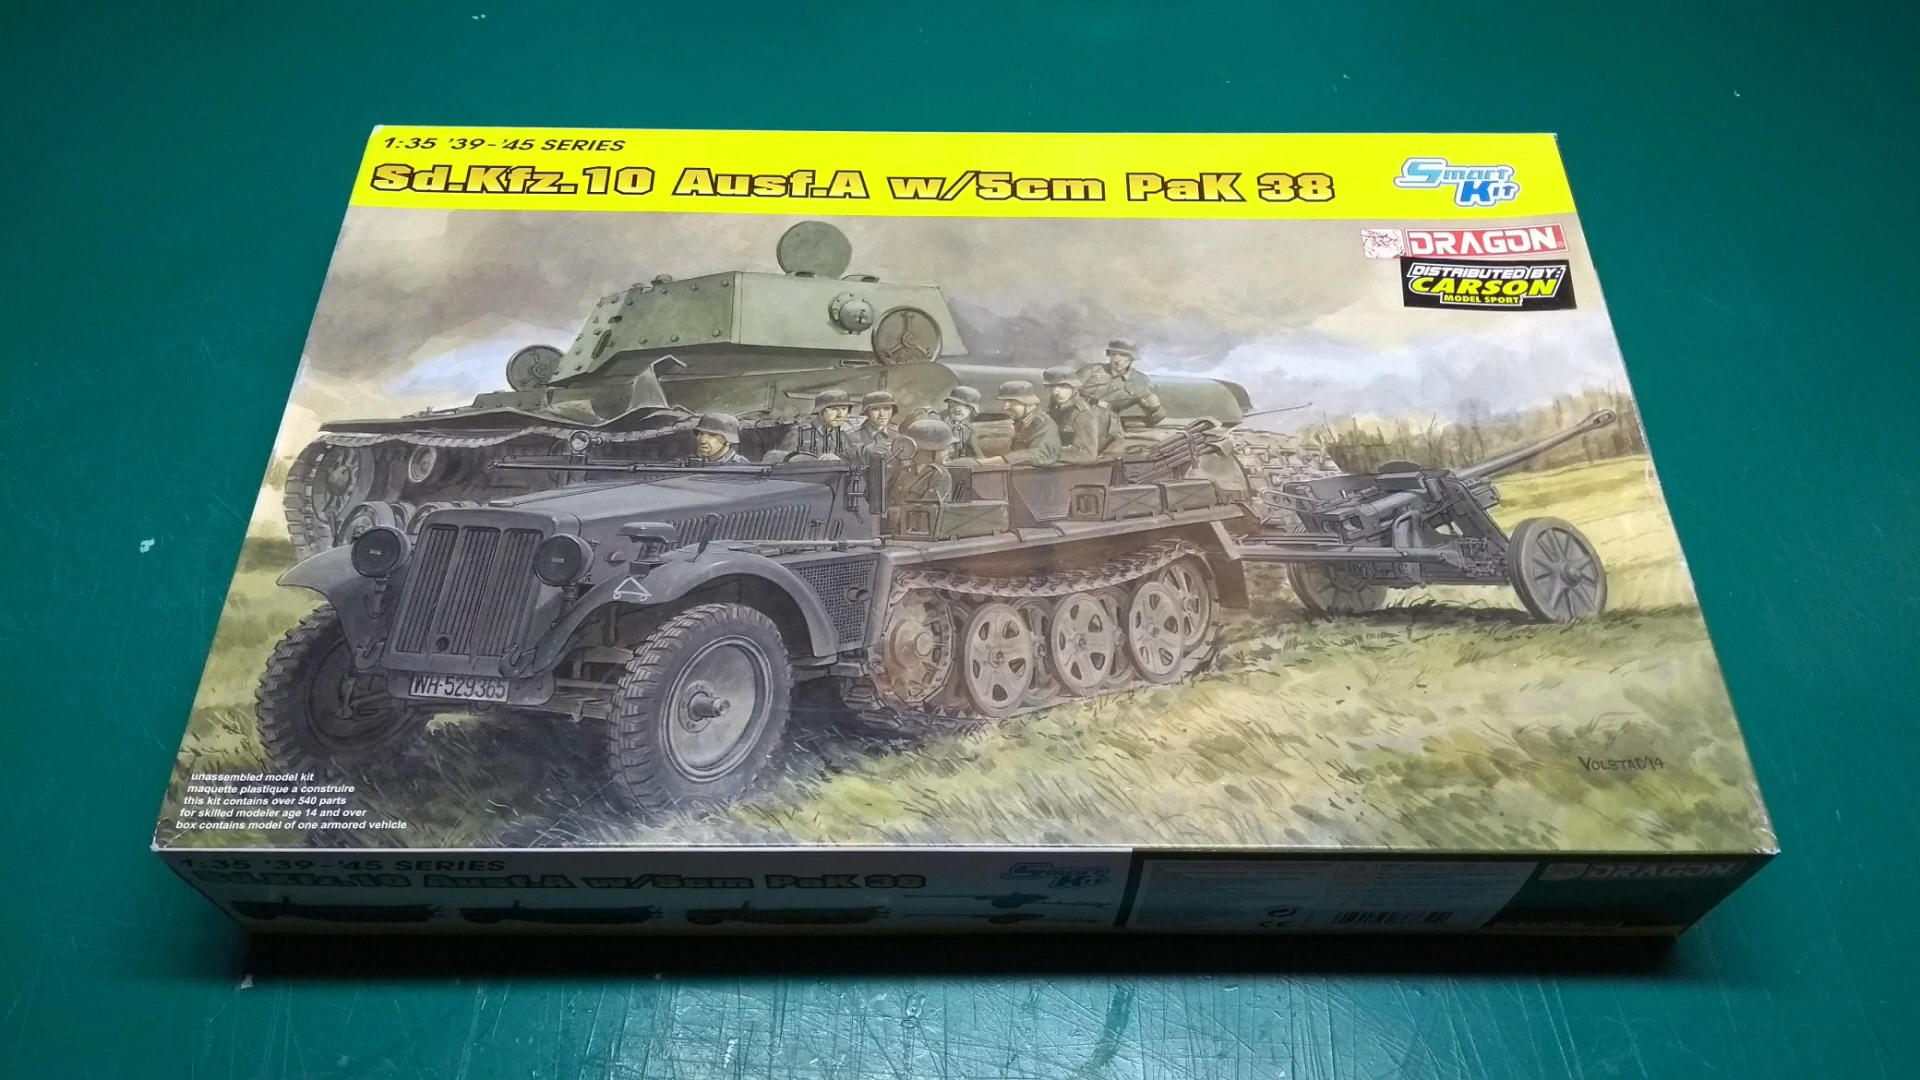 1:35 '39-'45 SERIES
Sd.Kfz.10 Ausf.A w/5cm PaK 38
Smart
Kit
DRAGON
DISTRIBUTED BY:
CARSON
MODEL SPORT
WH-529365
VOLSTAD'14
unassembled model kit
maquette plastique a construire
this kit contains over 540 parts
for skilled modeler age 14 and over
box contains model of one armored vehicle
1:35 '39-'45 SERIES
Sd.Kfz.10 Ausf.A w/5cm PaK 38
Smart
Kit
DRAGON
CE